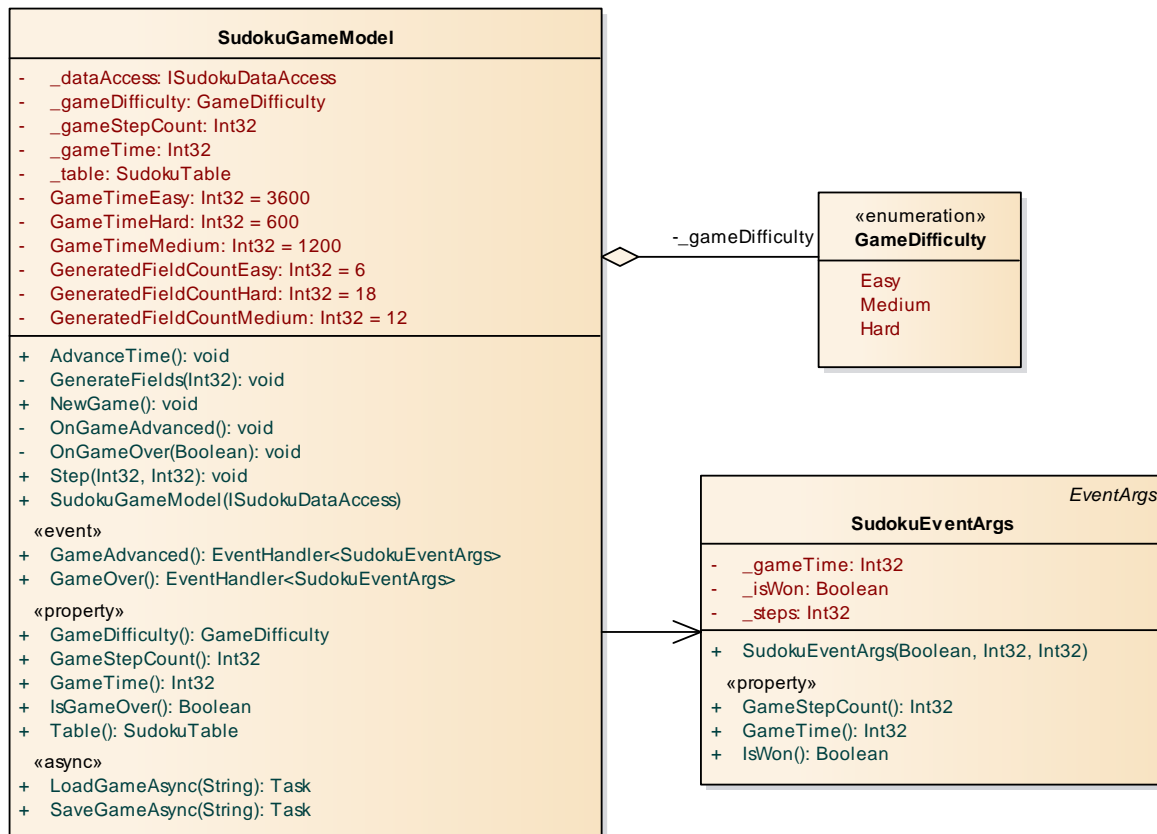 SudokuGameModel
- _dataAccess: ISudokuDataAccess
- _gameDifficulty: GameDifficulty
- _gameStepCount: Int32
- _gameTime: Int32
- _table: SudokuTable
- GameTimeEasy: Int32 = 3600
- GameTimeHard: Int32 = 600
- GameTimeMedium: Int32 = 1200
- GeneratedFieldCountEasy: Int32 = 6
- GeneratedFieldCountHard: Int32 = 18
- GeneratedFieldCountMedium: Int32 = 12
+ AdvanceTime(): void
- GenerateFields(Int32): void
+ NewGame(): void
- OnGameAdvanced(): void
- OnGameOver(Boolean): void
+ Step(Int32, Int32): void
+ SudokuGameModel(ISudokuDataAccess)
«event»
+ GameAdvanced(): EventHandler<SudokuEventArgs>
+ GameOver(): EventHandler<SudokuEventArgs>
«property»
+ GameDifficulty(): GameDifficulty
+ GameStepCount(): Int32
+ GameTime(): Int32
+ IsGameOver(): Boolean
+ Table(): SudokuTable
«async»
+ LoadGameAsync(String): Task
+ SaveGameAsync(String): Task
-_gameDifficulty
«enumeration»
GameDifficulty
Easy
Medium
Hard
EventArgs
SudokuEventArgs
- _gameTime: Int32
- _isWon: Boolean
- _steps: Int32
+ SudokuEventArgs(Boolean, Int32, Int32)
«property»
+ GameStepCount(): Int32
+ GameTime(): Int32
+ IsWon(): Boolean